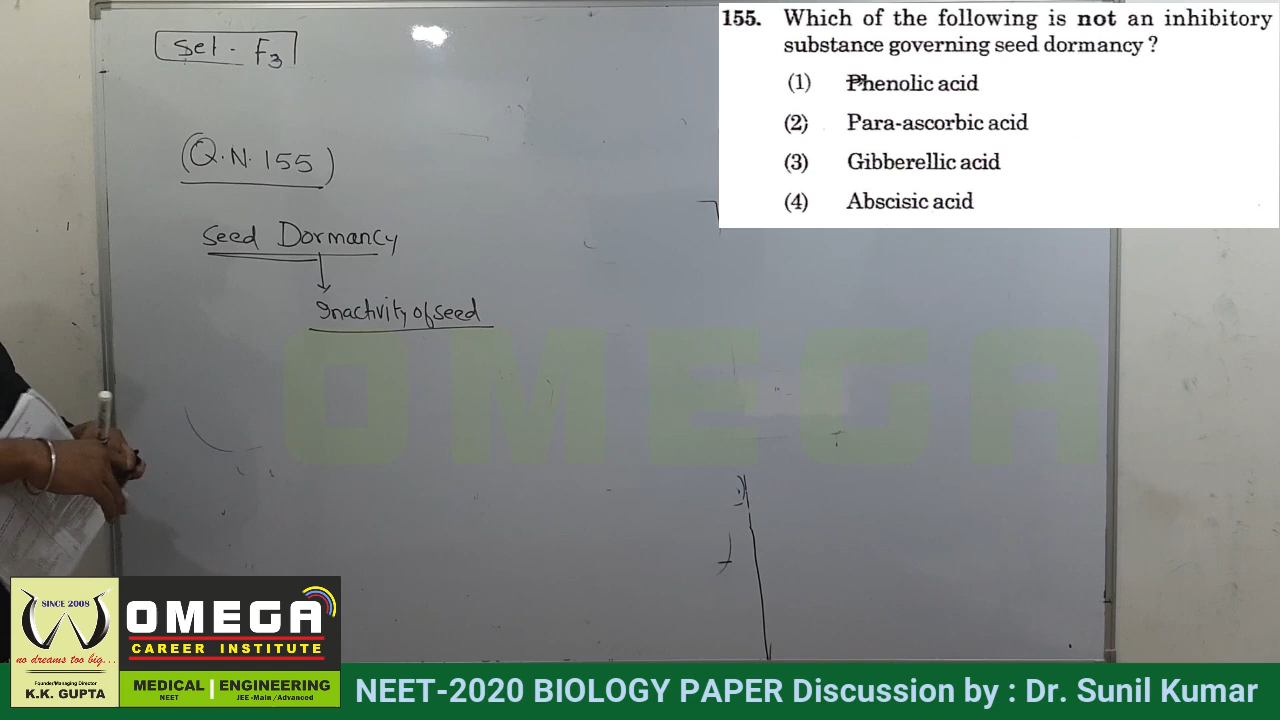 Set - F3
(Q.N. 155)
Seed Dormancy
Inactivity of seed
155. Which of the following is not an inhibitory
substance governing seed dormancy ?
(1) Phenolic acid
(2) Para-ascorbic acid
(3) Gibberellic acid
(4) Abscisic acid
OMEGA
SINCE 2008
no dreams too big...
Founder/Managing Director
K.K. GUPTA
OMEGA
CAREER INSTITUTE
MEDICAL | ENGINEERING
NEET JEE-Main /Advanced
NEET-2020 BIOLOGY PAPER Discussion by : Dr. Sunil Kumar